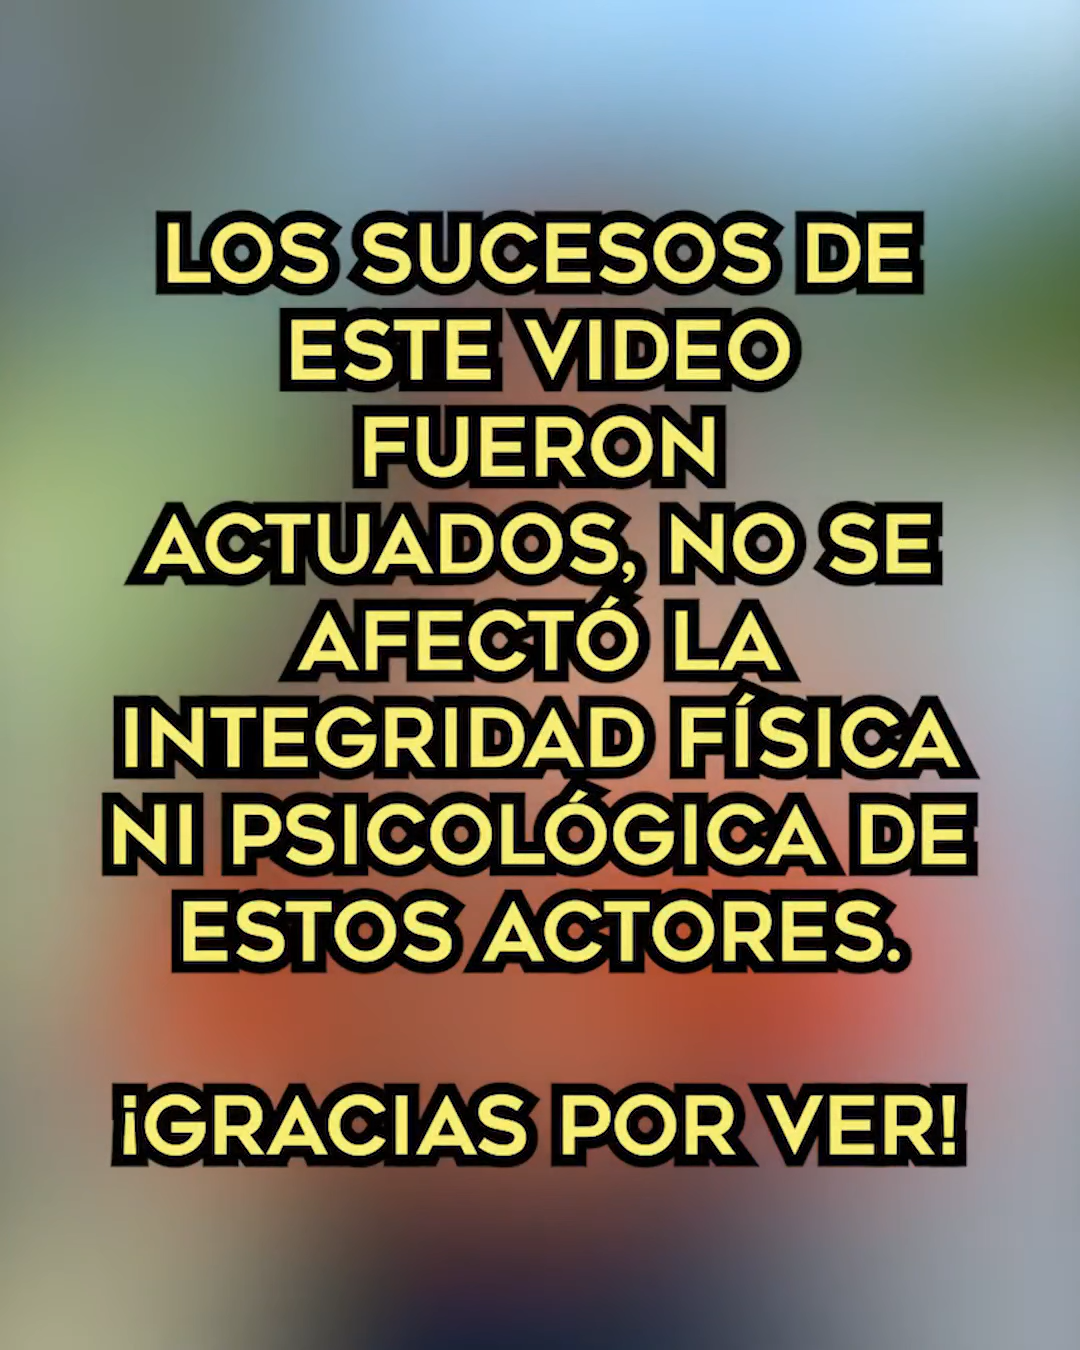 LOS SUCESOS DE
ESTE VIDEO
FUERON
ACTUADOS, NO SE
AFECTÓ LA
INTEGRIDAD FÍSICA
NI PSICOLÓGICA DE
ESTOS ACTORES.
¡GRACIAS POR VER!